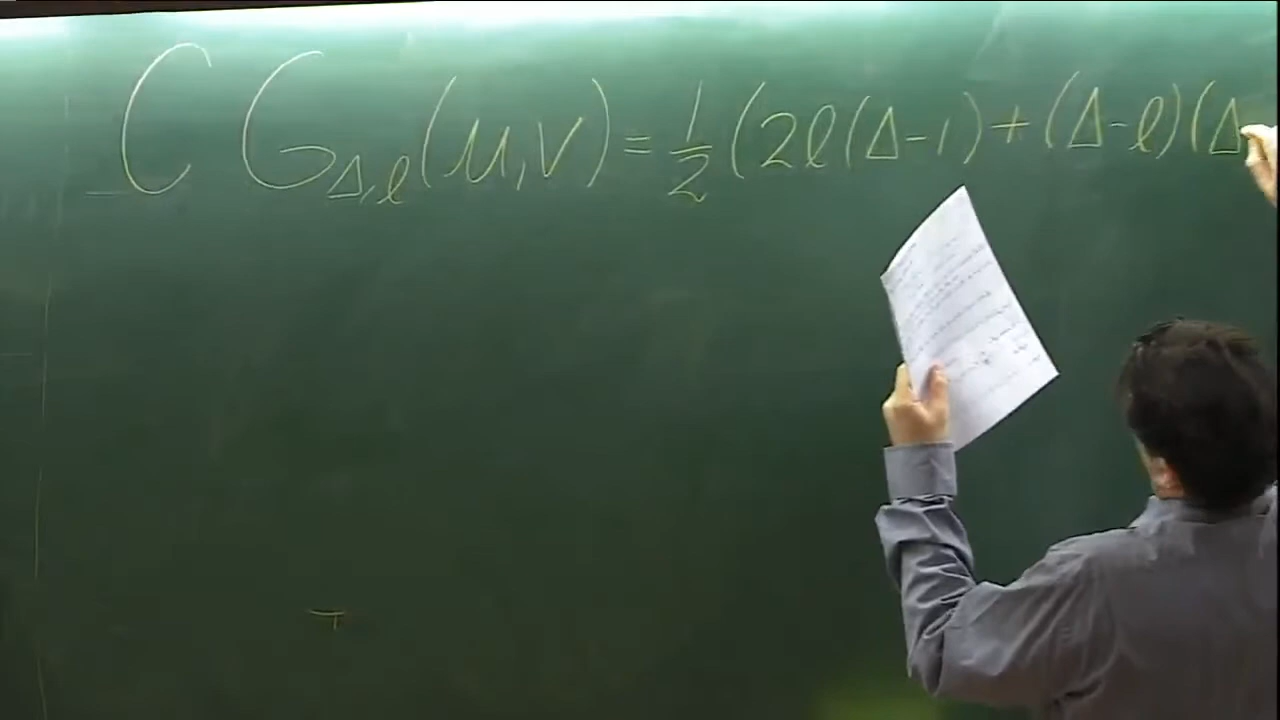 C G_{Δ,ℓ}(u,v) = 1/2 (2ℓ(Δ-1) + (Δ-ℓ)(Δ